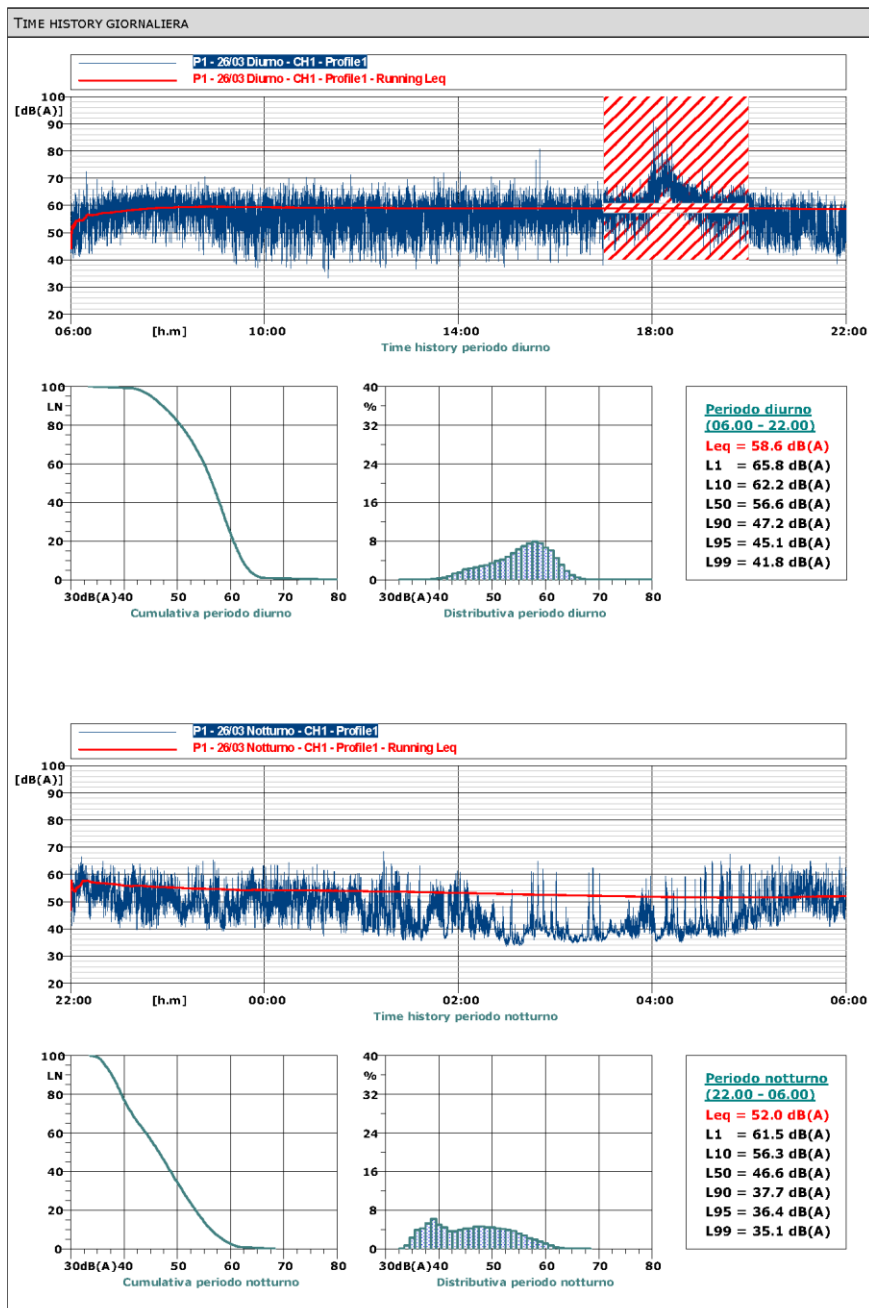 TIME HISTORY GIORNALIERA
P1 - 26/03 Diurno - CH1 - Profile1
P1 - 26/03 Diurno - CH1 - Profile1 - Running Leq
100
[dB(A)]
90
80
70
60
50
40
30
20
06:00 [h.m] 10:00 14:00 18:00 22:00
Time history periodo diurno
100
LN
80
60
40
20
0
30dB(A)40 50 60 70 80
Cumulativa periodo diurno
40
%
32
24
16
8
0
30dB(A)40 50 60 70 80
Distributiva periodo diurno
Periodo diurno
(06.00 - 22.00)
Leq = 58.6 dB(A)
L1 = 65.8 dB(A)
L10 = 62.2 dB(A)
L50 = 56.6 dB(A)
L90 = 47.2 dB(A)
L95 = 45.1 dB(A)
L99 = 41.8 dB(A)
P1 - 26/03 Notturno - CH1 - Profile1
P1 - 26/03 Notturno - CH1 - Profile1 - Running Leq
100
[dB(A)]
90
80
70
60
50
40
30
20
22:00 [h.m] 00:00 02:00 04:00 06:00
Time history periodo notturno
100
LN
80
60
40
20
0
30dB(A)40 50 60 70 80
Cumulativa periodo notturno
40
%
32
24
16
8
0
30dB(A)40 50 60 70 80
Distributiva periodo notturno
Periodo notturno
(22.00 - 06.00)
Leq = 52.0 dB(A)
L1 = 61.5 dB(A)
L10 = 56.3 dB(A)
L50 = 46.6 dB(A)
L90 = 37.7 dB(A)
L95 = 36.4 dB(A)
L99 = 35.1 dB(A)